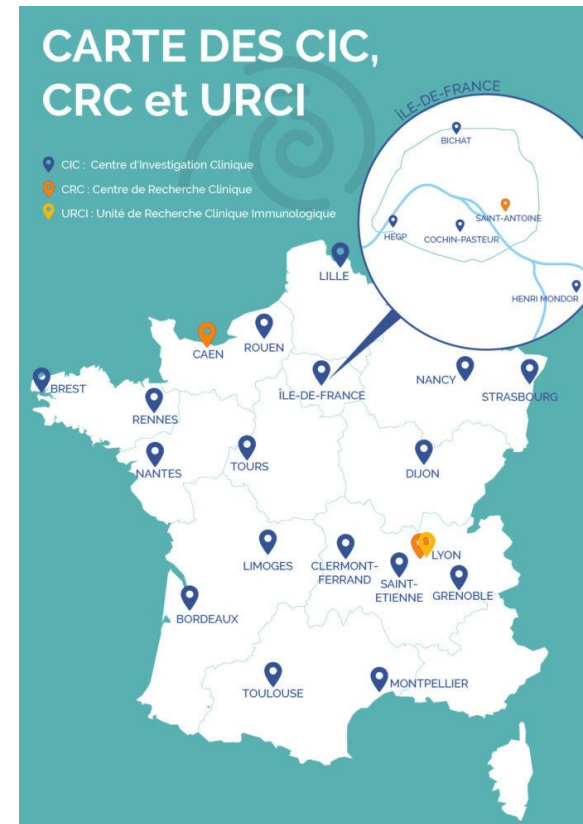 CARTE DES CIC,
CRC et URCI
CIC : Centre d'Investigation Clinique
CRC : Centre de Recherche Clinique
URCI : Unité de Recherche Clinique Immunologique
ÎLE-DE-FRANCE
BICHAT
SAINT-ANTOINE
HEGP
COCHIN-PASTEUR
HENRI MONDOR
LILLE
ROUEN
CAEN
BREST
ÎLE-DE-FRANCE
NANCY
STRASBOURG
RENNES
NANTES
TOURS
DIJON
LIMOGES
CLERMONT-
FERRAND
LYON
SAINT-
ETIENNE
GRENOBLE
BORDEAUX
TOULOUSE
MONTPELLIER